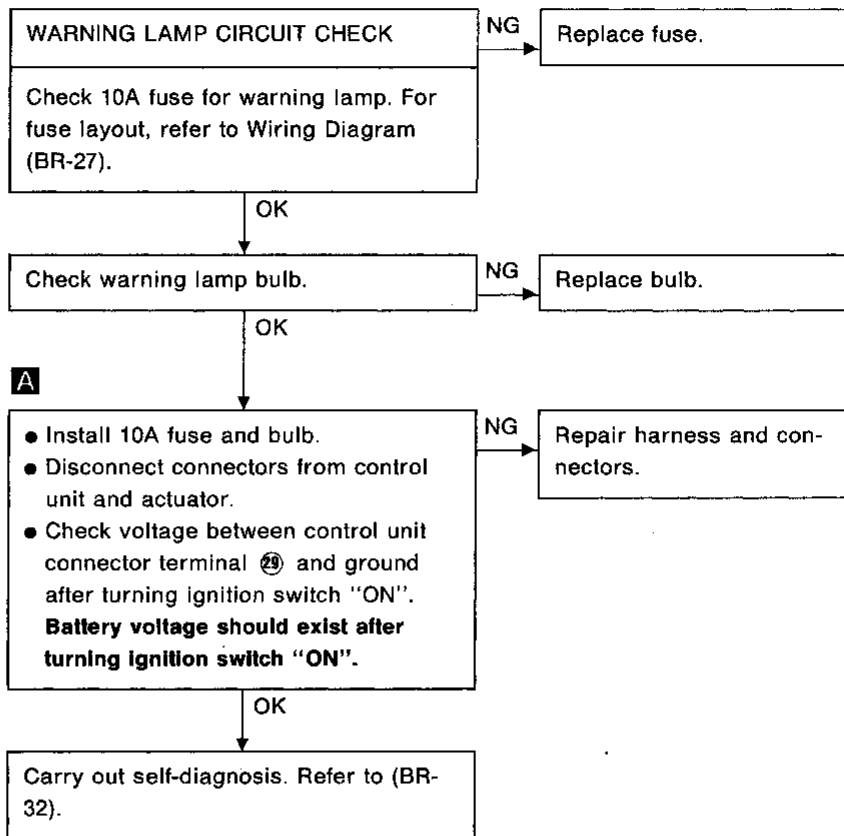 WARNING LAMP CIRCUIT CHECK
NG
Replace fuse.
Check 10A fuse for warning lamp. For
fuse layout, refer to Wiring Diagram
(BR-27).
OK
Check warning lamp bulb.
NG
Replace bulb.
OK
A
● Install 10A fuse and bulb.
● Disconnect connectors from control
unit and actuator.
● Check voltage between control unit
connector terminal ㉙ and ground
after turning ignition switch "ON".
Battery voltage should exist after
turning ignition switch "ON".
NG
Repair harness and con-
nectors.
OK
Carry out self-diagnosis. Refer to (BR-
32).